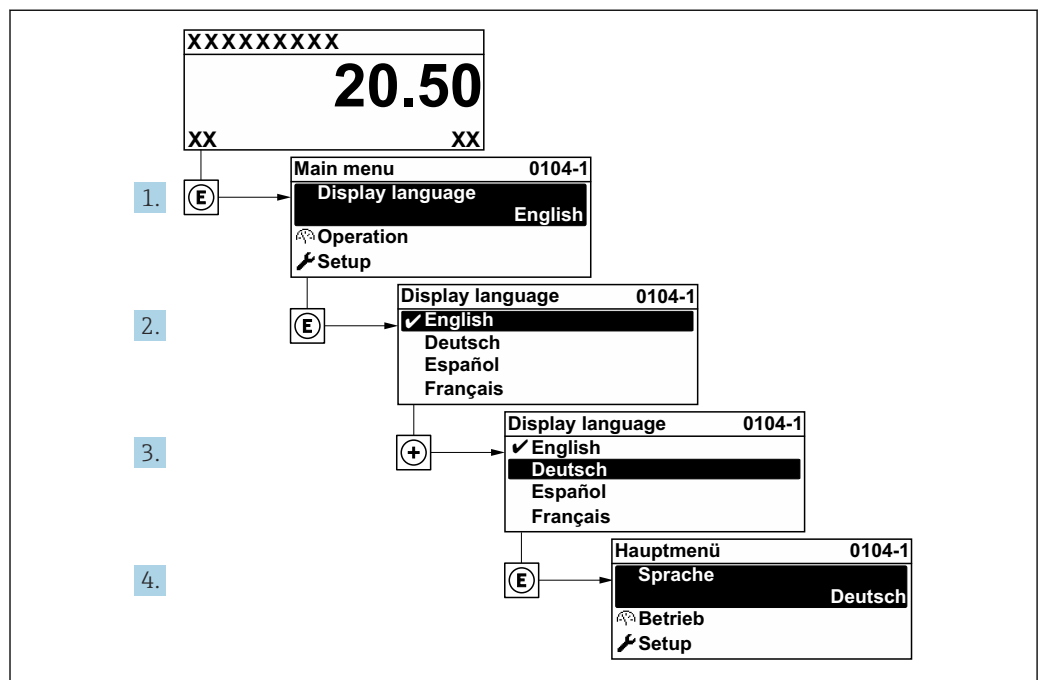 XXXXXXXXX
20.50
XX XX
1. E
Main menu 0104-1
Display language
English
Operation
Setup
2. E
Display language 0104-1
✔ English
Deutsch
Español
Français
3. +
Display language 0104-1
✔ English
Deutsch
Español
Français
4. E
Hauptmenü 0104-1
Sprache
Deutsch
Betrieb
Setup